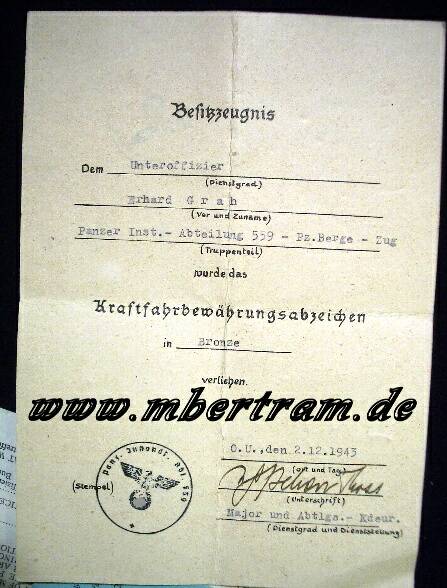 Besitzzeugnis
Dem Unteroffizier
(Dienstgrad)
Erhard Grah
(Vor und Zuname)
Panzer Inst.- Abteilung 559 - Pz.Berge - Zug
(Truppenteil)
wurde das
Kraftfahrbewährungsabzeichen
in Bronze
verliehen.
www.mbertram.de
O.U.,den 2.12.1943
(ort und Tag)
(Stempel)
(Unterschrift)
Major und Abtlgs.- Kdeur.
(Dienstgrad und Dienststellung)